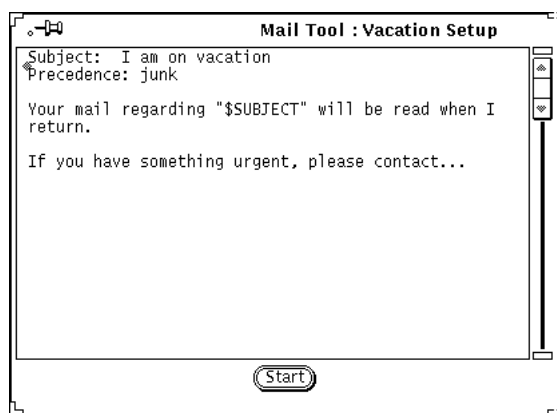 Mail Tool : Vacation Setup
Subject:  I am on vacation
Precedence: junk
Your mail regarding "$SUBJECT" will be read when I
return.
If you have something urgent, please contact...
Start